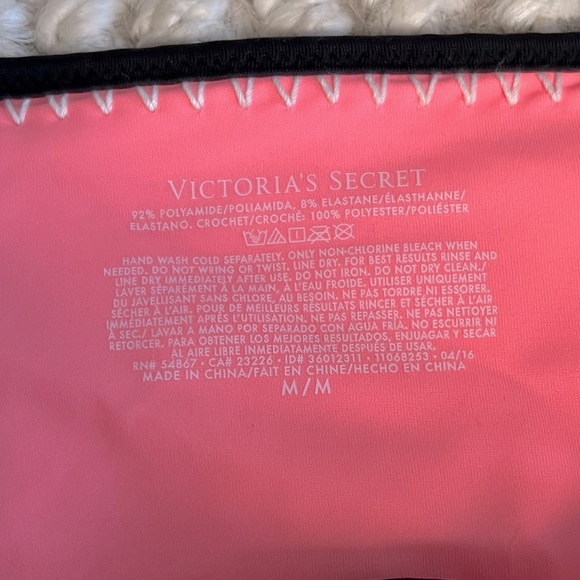 VICTORIA'S SECRET
92% POLYAMIDE/POLIAMIDA, 8% ELASTANE/ÉLASTHANNE/
ELASTANO. CROCHET/CROCHÉ: 100% POLYESTER/POLIÉSTER
HAND WASH COLD SEPARATELY. ONLY NON-CHLORINE BLEACH WHEN
NEEDED. DO NOT WRING OR TWIST. LINE DRY. FOR BEST RESULTS RINSE AND
LINE DRY IMMEDIATELY AFTER USE. DO NOT IRON. DO NOT DRY CLEAN./
LAVER SÉPAREMENT À LA MAIN, À L'EAU FROIDE. UTILISER UNIQUEMENT
DU JAVELLISANT SANS CHLORE, AU BESOIN. NE PAS TORDRE NI ESSORER.
SÉCHER À L'AIR. POUR DE MEILLEURS RÉSULTATS RINCER ET SÉCHER À L'AIR
IMMÉDIATEMENT APRÈS L'UTILISATION. NE PAS REPASSER. NE PAS NETTOYER
À SEC./ LAVAR A MANO POR SEPARADO CON AGUA FRÍA. NO ESCURRIR NI
RETORCER. PARA OBTENER LOS MEJORES RESULTADOS, ENJUAGAR Y SECAR
AL AIRE LIBRE INMEDIATAMENTE DESPUÉS DE USAR.
RN# 54867 • CA# 23226 • ID# 36012311 • 11068253 • 04/16
MADE IN CHINA/FAIT EN CHINE/HECHO EN CHINA
M/M